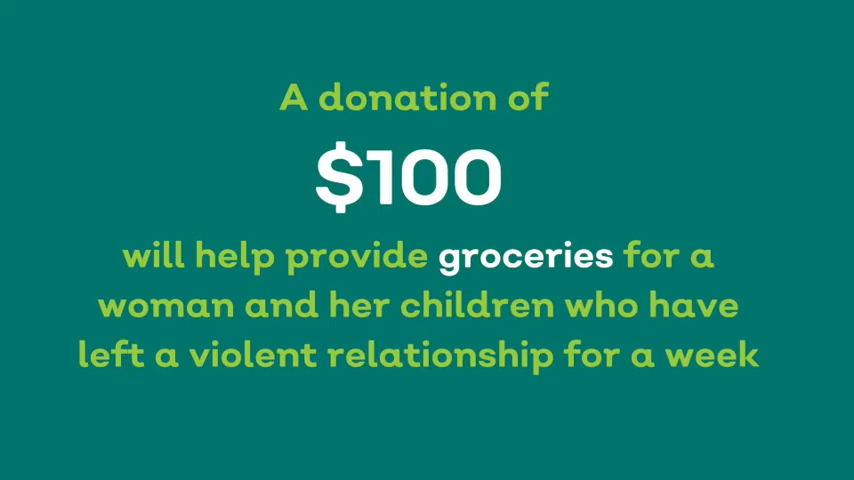 A donation of
$100
will help provide groceries for a
woman and her children who have
left a violent relationship for a week